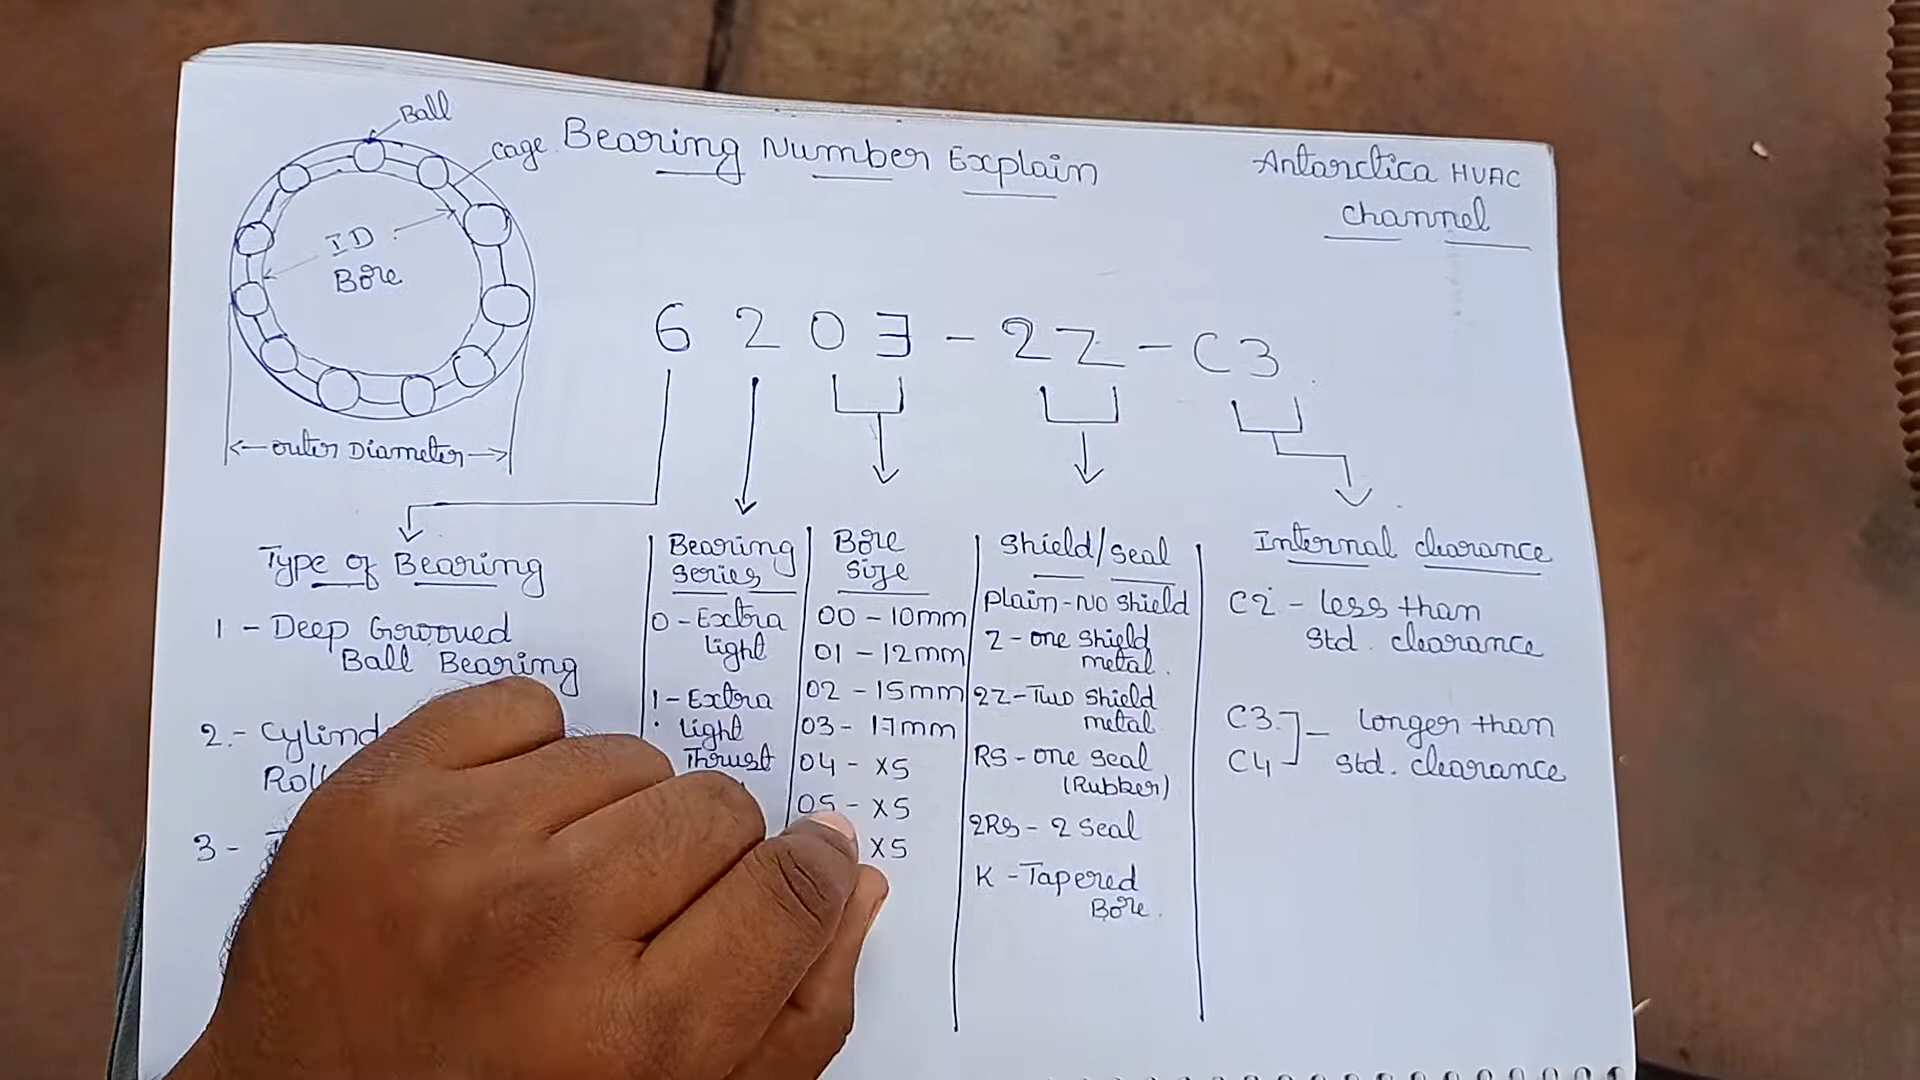 Ball
cage
Bearing Number Explain
Antarctica HVAC
channel
ID
Bore
6 2 0 3 - 2Z - C3
outer Diameter
Type of Bearing
1 - Deep Grooved
Ball Bearing
2.- Cylind
Roll
3 -
Bearing
series
0 - Extra
light
1 - Extra
light
Thrust
Bore
Size
00 - 10mm
01 - 12mm
02 - 15mm
03 - 17mm
04 - X5
05 - X5
X5
Shield/Seal
Plain - No Shield
Z - one Shield
metal.
2Z - Two Shield
metal
RS - one Seal
(Rubber)
2RS - 2 Seal
K - Tapered
Bore.
Internal clearance
C2 - less than
Std. clearance
C3
C4
- longer than
Std. clearance